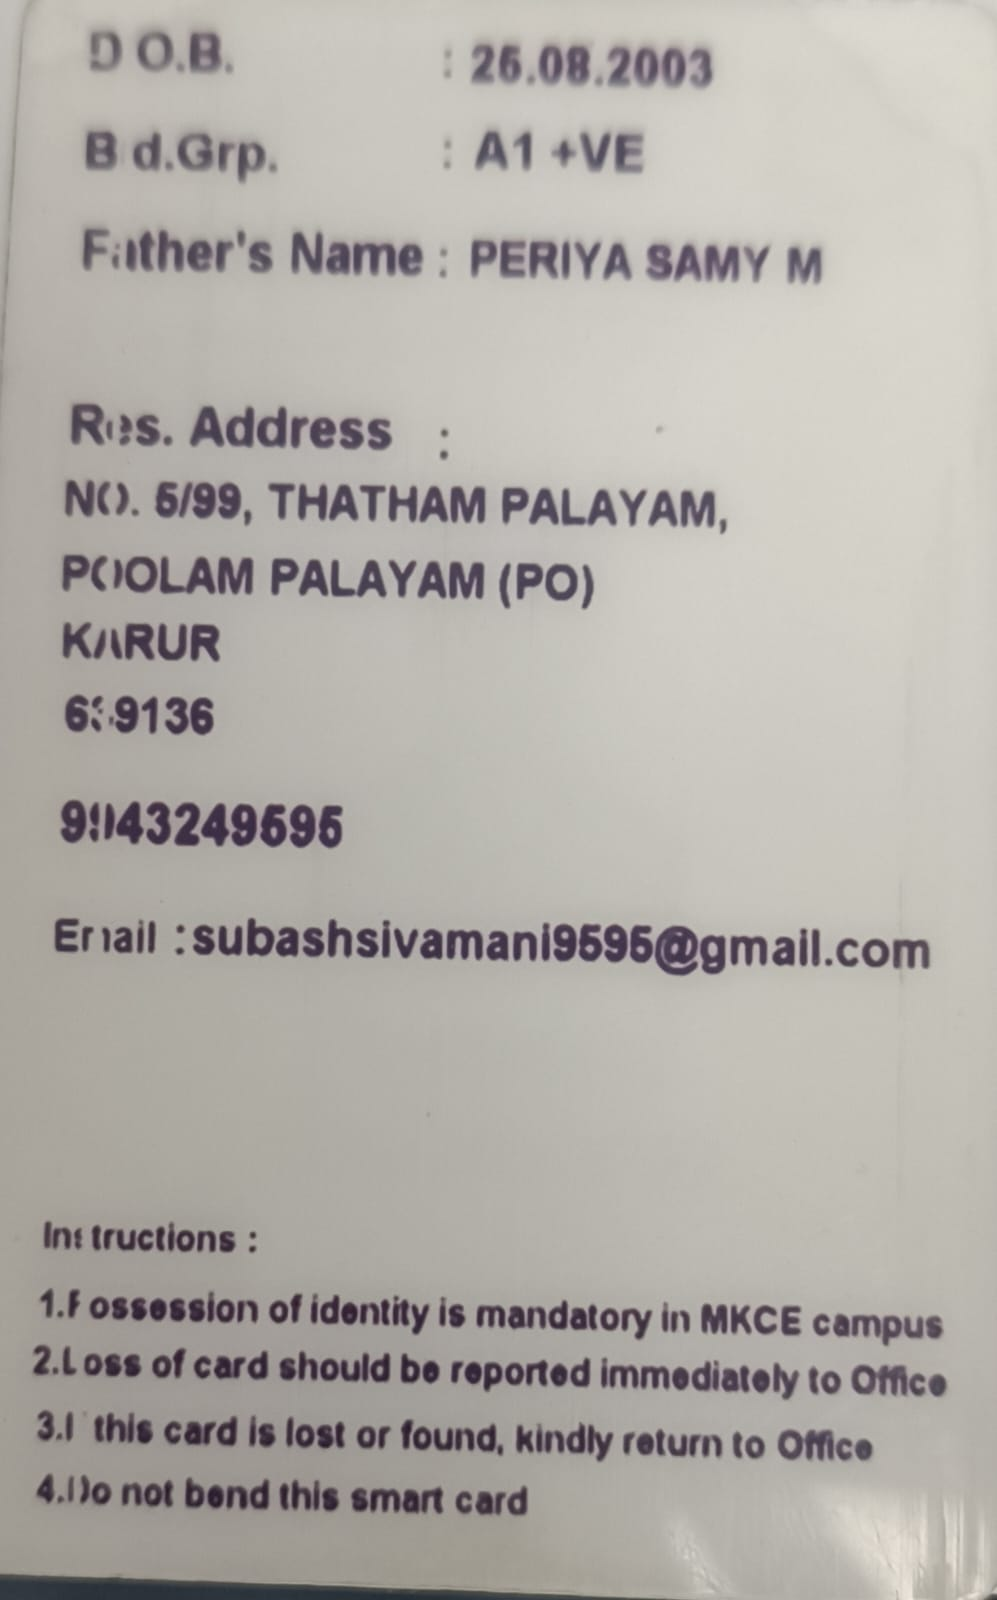 D.O.B. : 26.08.2003
Bld.Grp. : A1 +VE
Father's Name : PERIYA SAMY M
Res. Address :
NO. 5/99, THATHAM PALAYAM,
POOLAM PALAYAM (PO)
KARUR
639136
9943249595
Email :subashsivamani9595@gmail.com
Instructions :
1.Possession of identity is mandatory in MKCE campus
2.Loss of card should be reported immediately to Office
3.If this card is lost or found, kindly return to Office
4.Do not bend this smart card